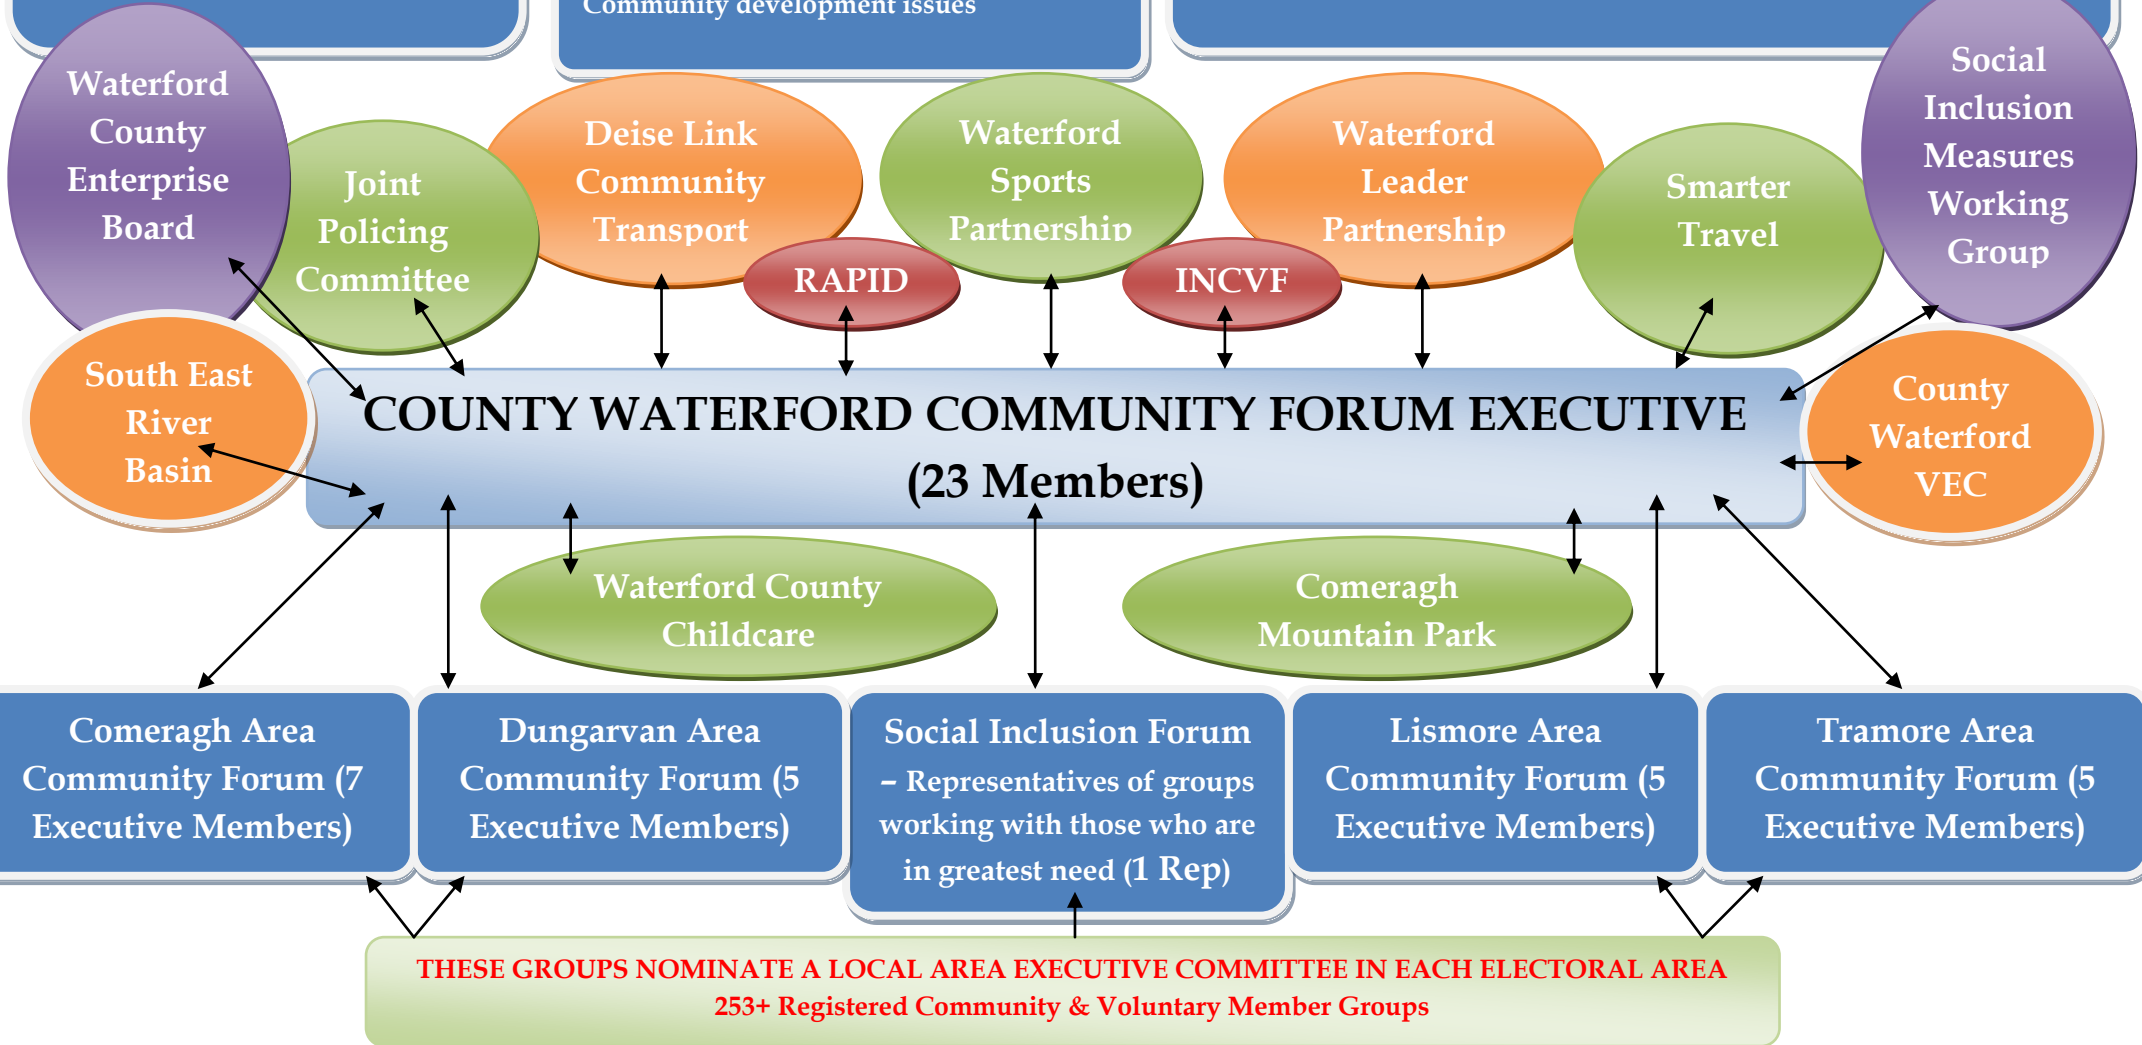 Community development issues
Waterford
County
Enterprise
Board
Joint
Policing
Committee
Deise Link
Community
Transport
RAPID
Waterford
Sports
Partnership
INCVF
Waterford
Leader
Partnership
Smarter
Travel
Social
Inclusion
Measures
Working
Group
South East
River
Basin
COUNTY WATERFORD COMMUNITY FORUM EXECUTIVE
(23 Members)
County
Waterford
VEC
Waterford County
Childcare
Comeragh
Mountain Park
Comeragh Area
Community Forum (7
Executive Members)
Dungarvan Area
Community Forum (5
Executive Members)
Social Inclusion Forum
– Representatives of groups
working with those who are
in greatest need (1 Rep)
Lismore Area
Community Forum (5
Executive Members)
Tramore Area
Community Forum (5
Executive Members)
THESE GROUPS NOMINATE A LOCAL AREA EXECUTIVE COMMITTEE IN EACH ELECTORAL AREA
253+ Registered Community & Voluntary Member Groups